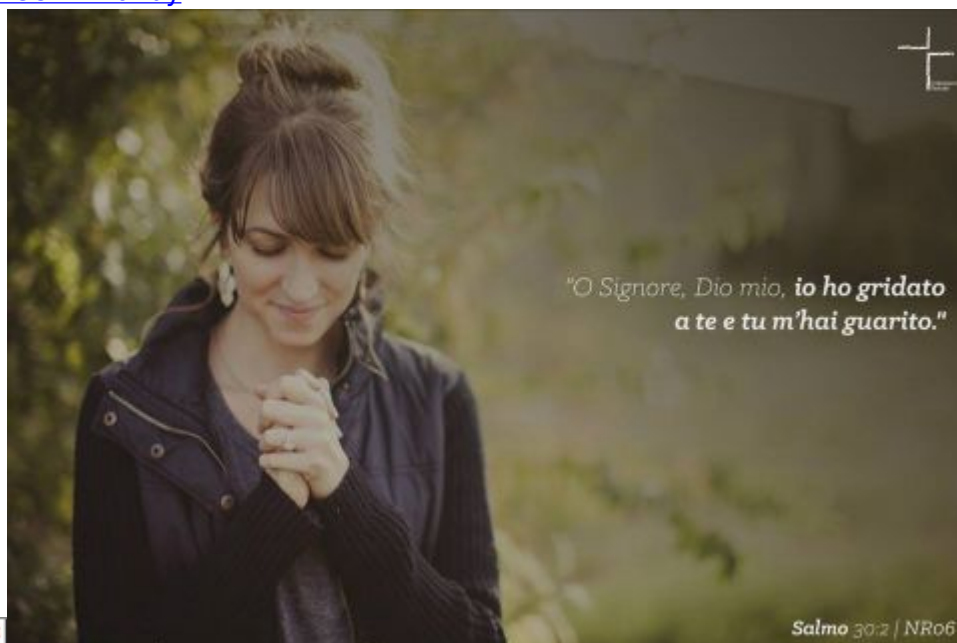 "O Signore, Dio mio, io ho gridato
a te e tu m'hai guarito."
Salmo 30:2 | NR06